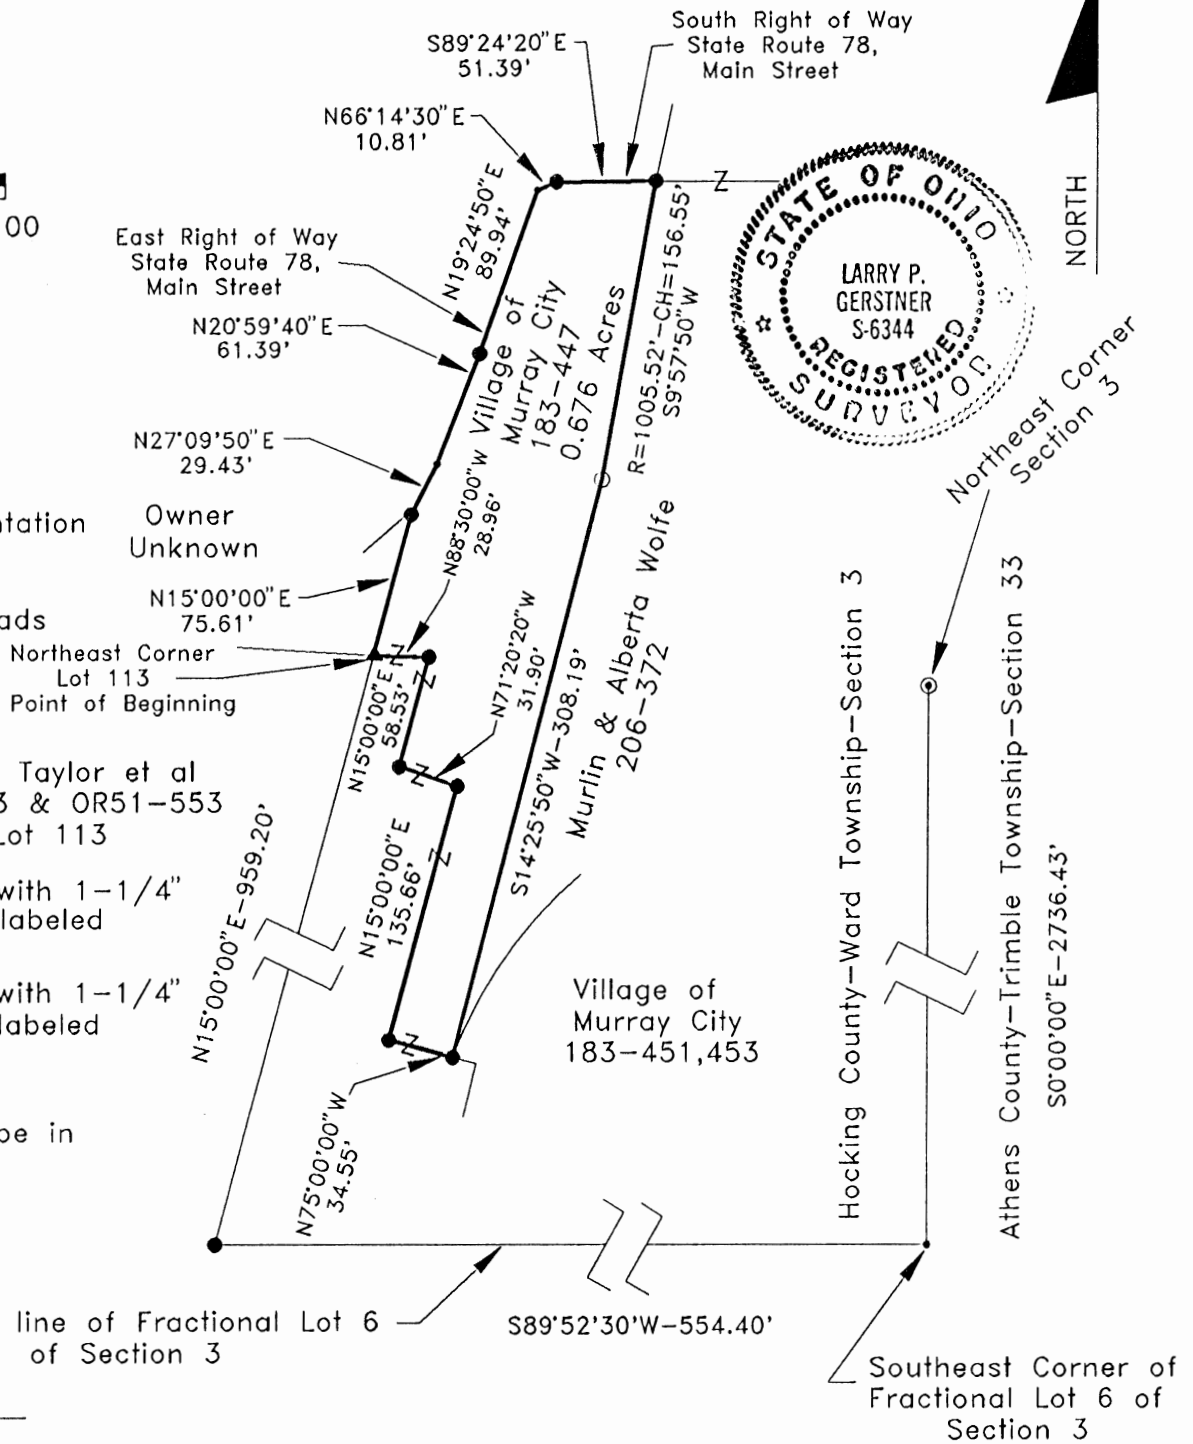 South Right of Way
State Route 78,
Main Street
S89°24'20"E
51.39'
N66°14'30"E
10.81'
00
East Right of Way
State Route 78,
Main Street
N19°24'50"E
89.94'
N20°59'40"E
61.39'
Village of
Murray City
183-447
0.676 Acres
R=1005.52'-CH=156.55'
S9°57'50"W
STATE OF OHIO
LARRY P.
GERSTNER
S-6344
REGISTERED
SURVEYOR
NORTH
Northeast Corner
Section 3
N27°09'50"E
29.43'
N88°30'00"W
28.96'
Owner
Unknown
N15°00'00"E
75.61'
Northeast Corner
Lot 113
Point of Beginning
N15°00'00"E
58.53'
N71°20'20"W
31.90'
S14°25'50"W-308.19'
Murlin & Alberta Wolfe
206-372
Hocking County-Ward Township-Section 3
Athens County-Trimble Township-Section 33
S0°00'00"E-2736.43'
Taylor et al
& OR51-553
Lot 113
with 1-1/4"
labeled
with 1-1/4"
labeled
N15°00'00"E-959.20'
N15°00'00"E
135.66'
Village of
Murray City
183-451,453
N75°00'00"W
34.55'
in
line of Fractional Lot 6
of Section 3
S89°52'30'W-554.40'
Southeast Corner of
Fractional Lot 6 of
Section 3